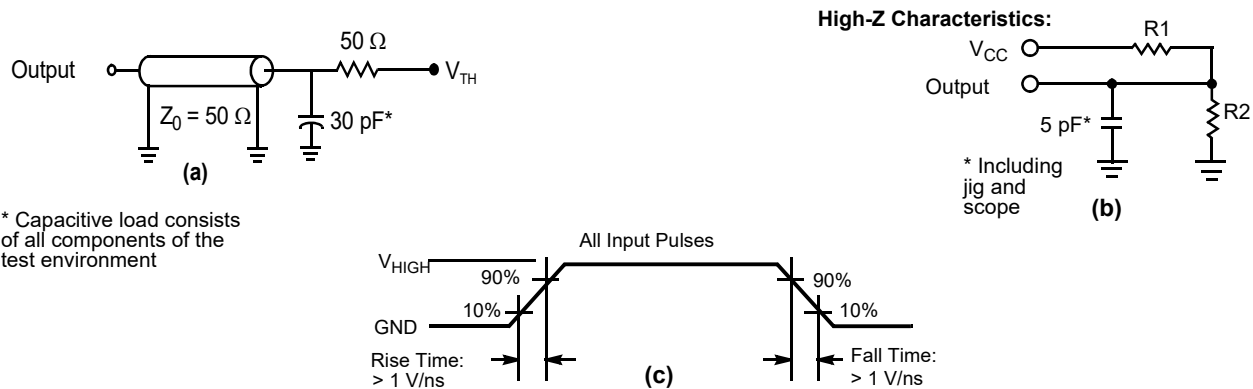 50 Ω
Output
V_TH
Z_0 = 50 Ω
30 pF*
(a)
* Capacitive load consists
of all components of the
test environment
High-Z Characteristics:
R1
V_CC
Output
R2
5 pF*
* Including
jig and
scope
(b)
All Input Pulses
V_HIGH
90%
90%
10%
10%
GND
Rise Time:
> 1 V/ns
(c)
Fall Time:
> 1 V/ns